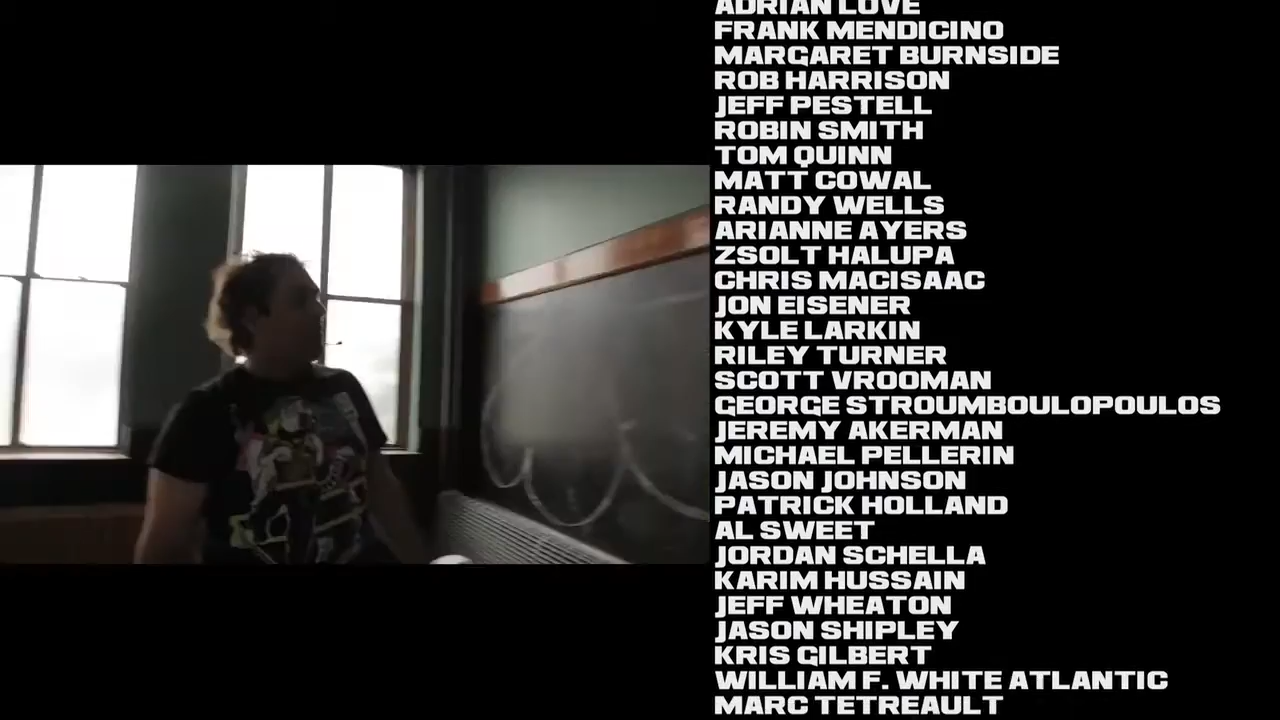 ADRIAN LOVE
FRANK MENDICINO
MARGARET BURNSIDE
ROB HARRISON
JEFF PESTELL
ROBIN SMITH
TOM QUINN
MATT COWAL
RANDY WELLS
ARIANNE AYERS
ZSOLT HALUPA
CHRIS MACISAAC
JON EISENER
KYLE LARKIN
RILEY TURNER
SCOTT VROOMAN
GEORGE STROUMBOULOPOULOS
JEREMY AKERMAN
MICHAEL PELLERIN
JASON JOHNSON
PATRICK HOLLAND
AL SWEET
JORDAN SCHELLA
KARIM HUSSAIN
JEFF WHEATON
JASON SHIPLEY
KRIS GILBERT
WILLIAM F. WHITE ATLANTIC
MARC TETREAULT